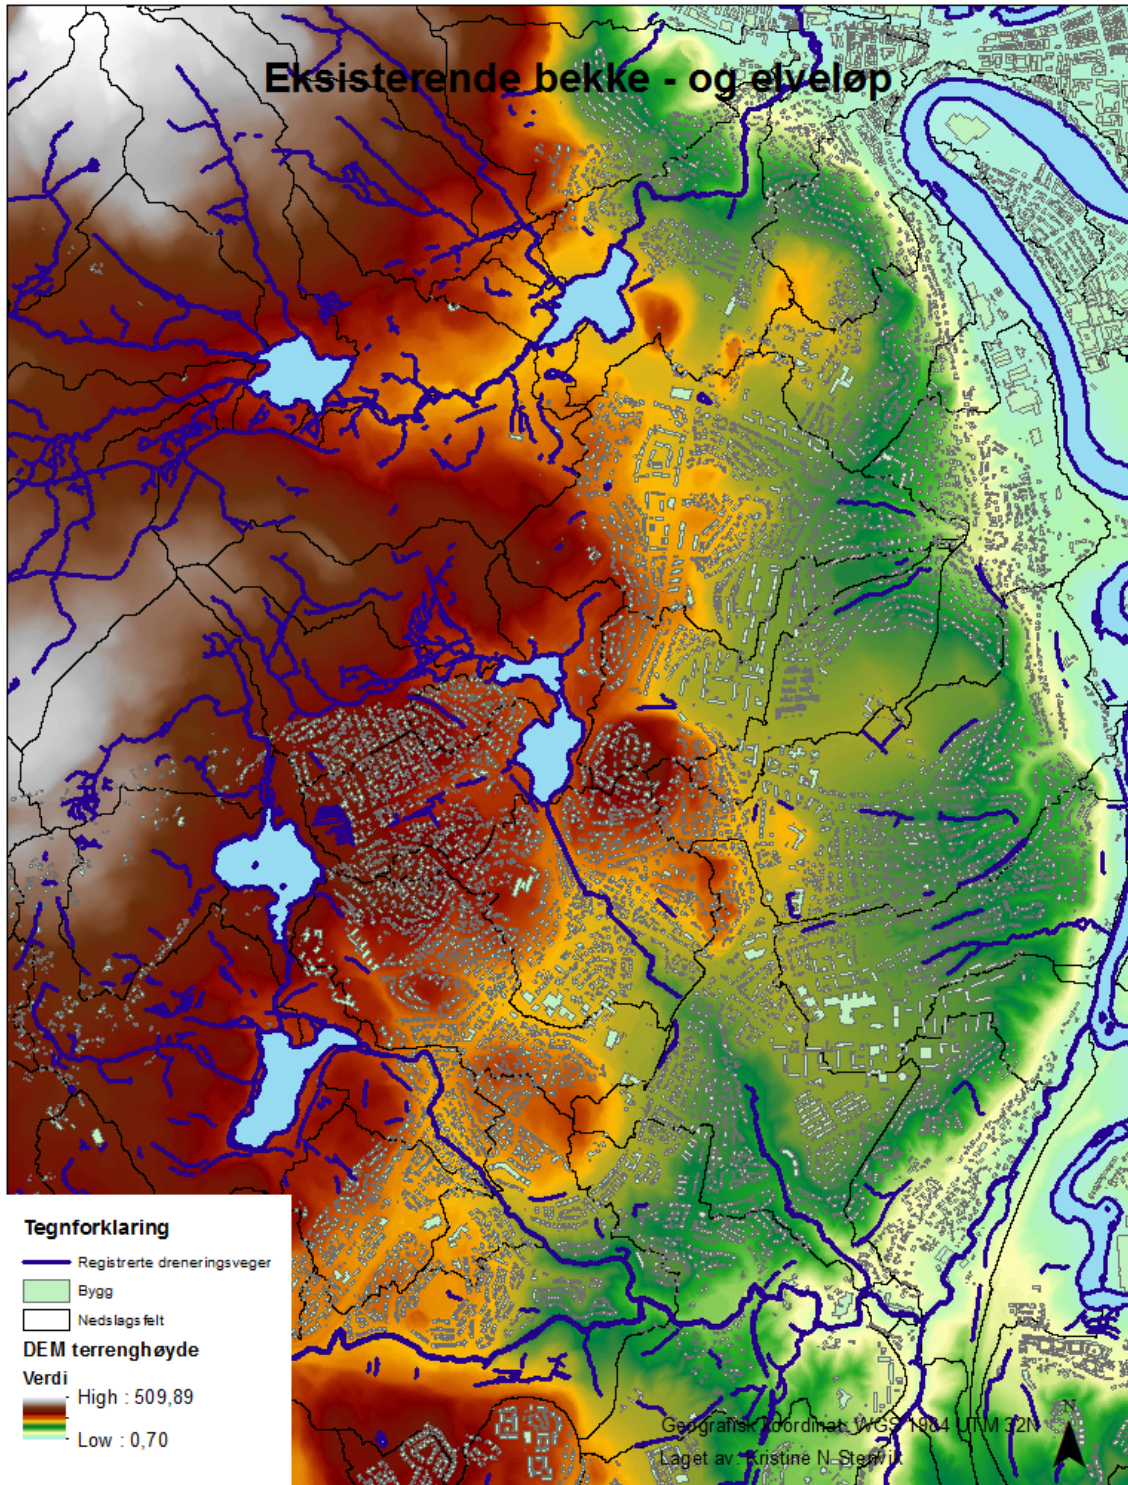 Eksisterende bekke - og elveløp
Tegnforklaring
Registrerte dreneringsveger
Bygg
Nedslagsfelt
DEM terrenghøyde
Verdi
High : 509,89
Low : 0,70
N
Geografisk koordinat: WGS 1984 UTM 32N
Laget av: Kristine N Stenvik